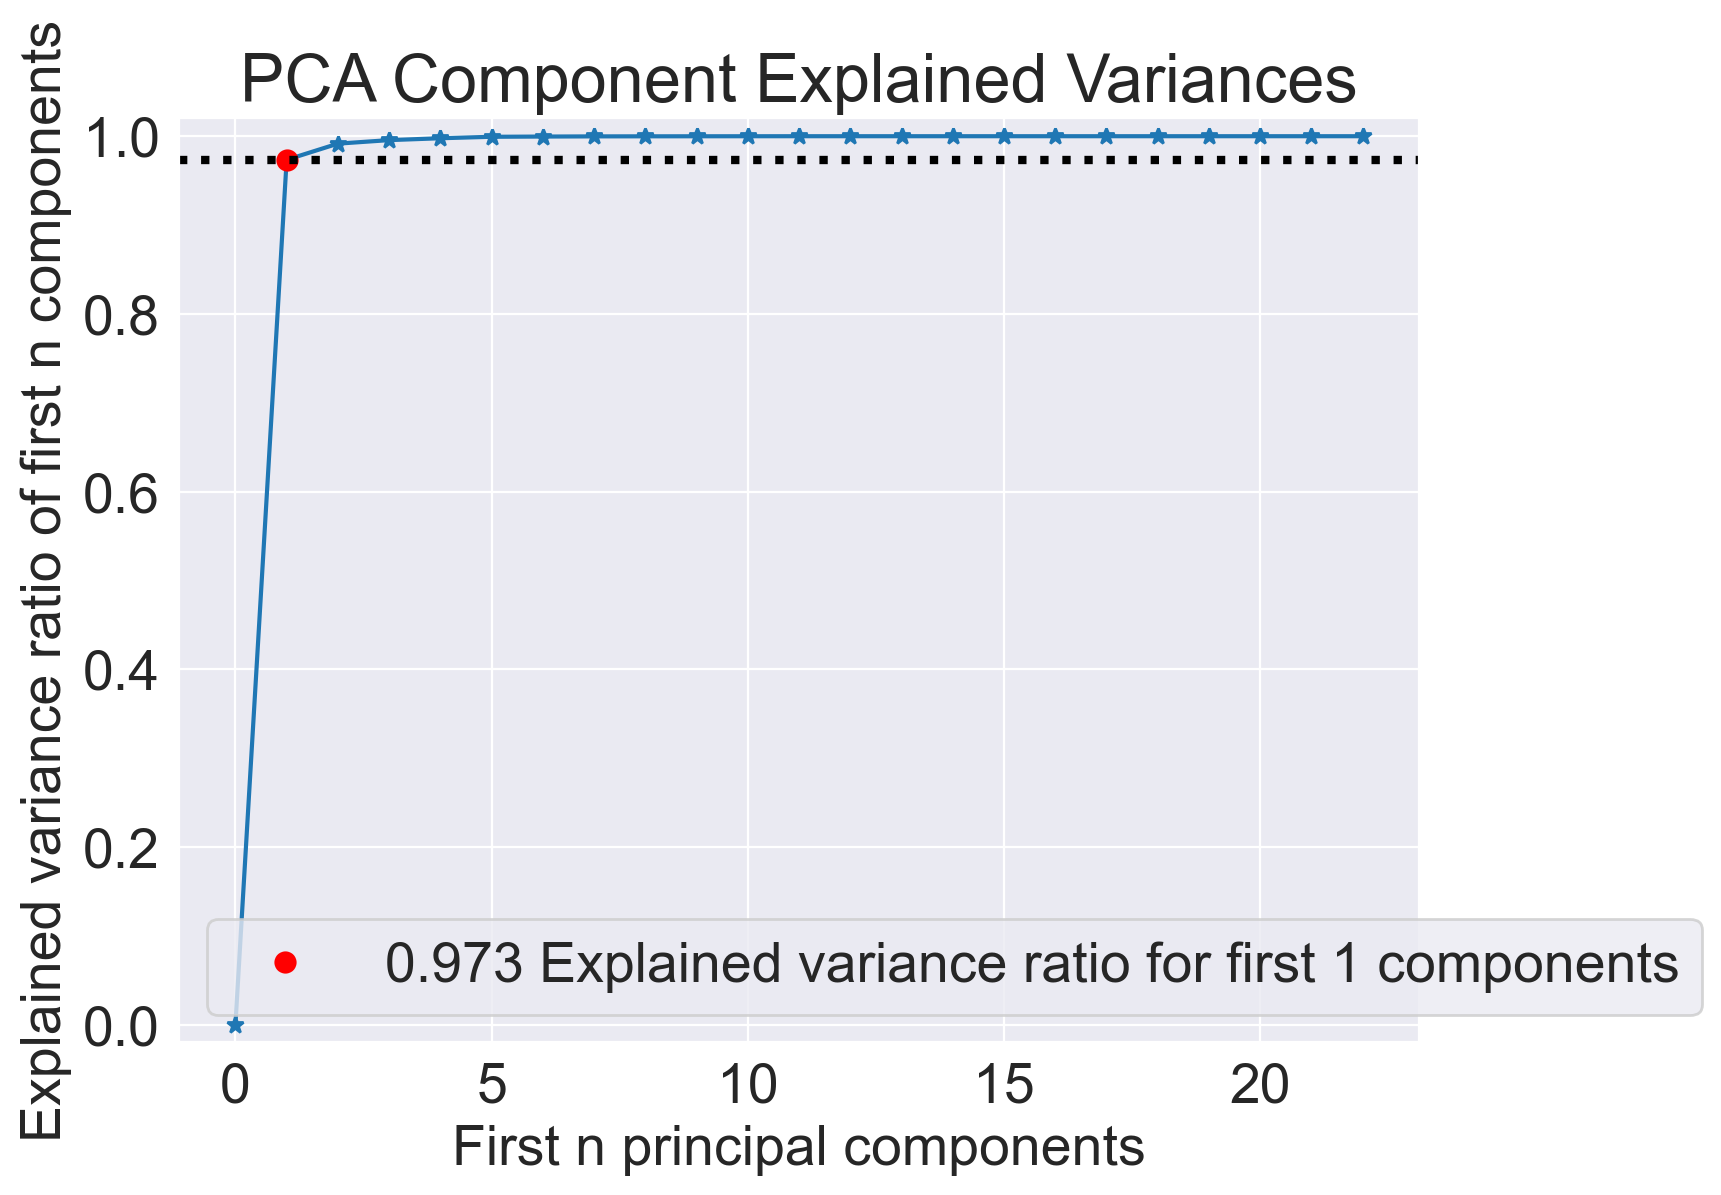 PCA Component Explained Variances
Explained variance ratio of first n components
1.0
0.8
0.6
0.4
0.2
0.0
0.973 Explained variance ratio for first 1 components
0 5 10 15 20
First n principal components